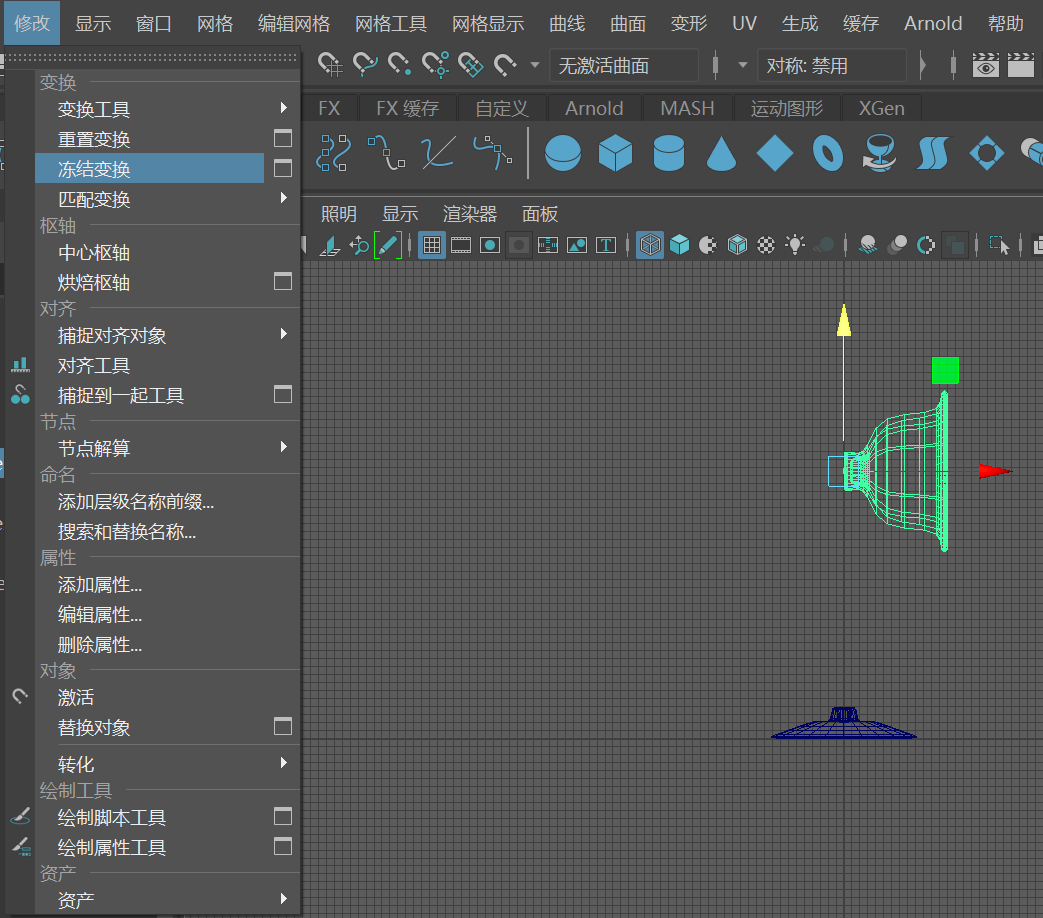 修改 显示 窗口 网格 编辑网格 网格工具 网格显示 曲线 曲面 变形 UV 生成 缓存 Arnold 帮助
无激活曲面 对称: 禁用
FX FX 缓存 自定义 Arnold MASH 运动图形 XGen
照明 显示 渲染器 面板
变换
变换工具
重置变换
冻结变换
匹配变换
枢轴
中心枢轴
烘焙枢轴
对齐
捕捉对齐对象
对齐工具
捕捉到一起工具
节点
节点解算
命名
添加层级名称前缀...
搜索和替换名称...
属性
添加属性...
编辑属性...
删除属性...
对象
激活
替换对象
转化
绘制工具
绘制脚本工具
绘制属性工具
资产
资产